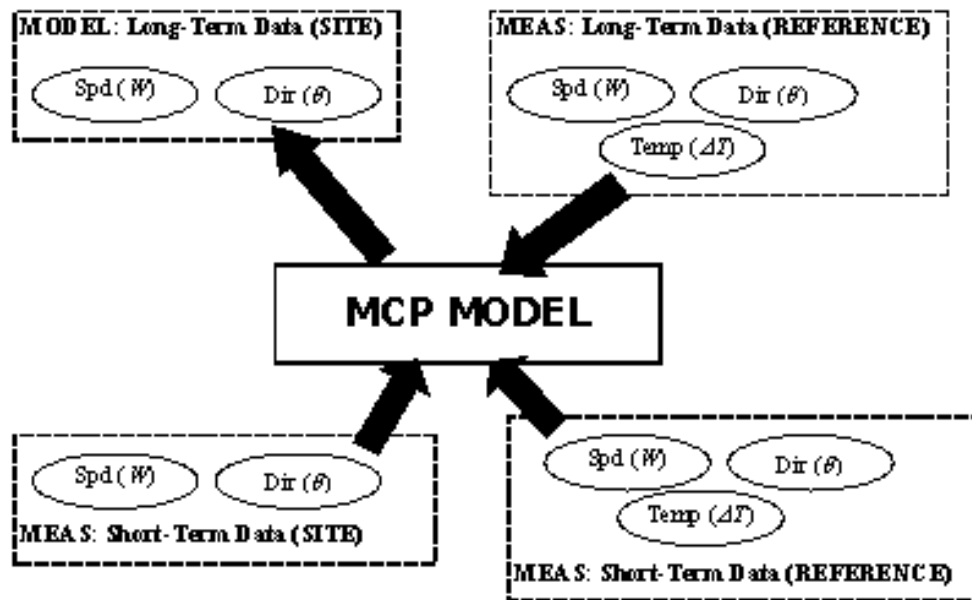 MODEL: Long-Term Data (SITE)
Spd (W)
Dir (θ)
MEAS: Long-Term Data (REFERENCE)
Spd (W)
Dir (θ)
Temp (ΔT)
MCP MODEL
Spd (W)
Dir (θ)
MEAS: Short-Term Data (SITE)
Spd (W)
Dir (θ)
Temp (ΔT)
MEAS: Short-Term Data (REFERENCE)